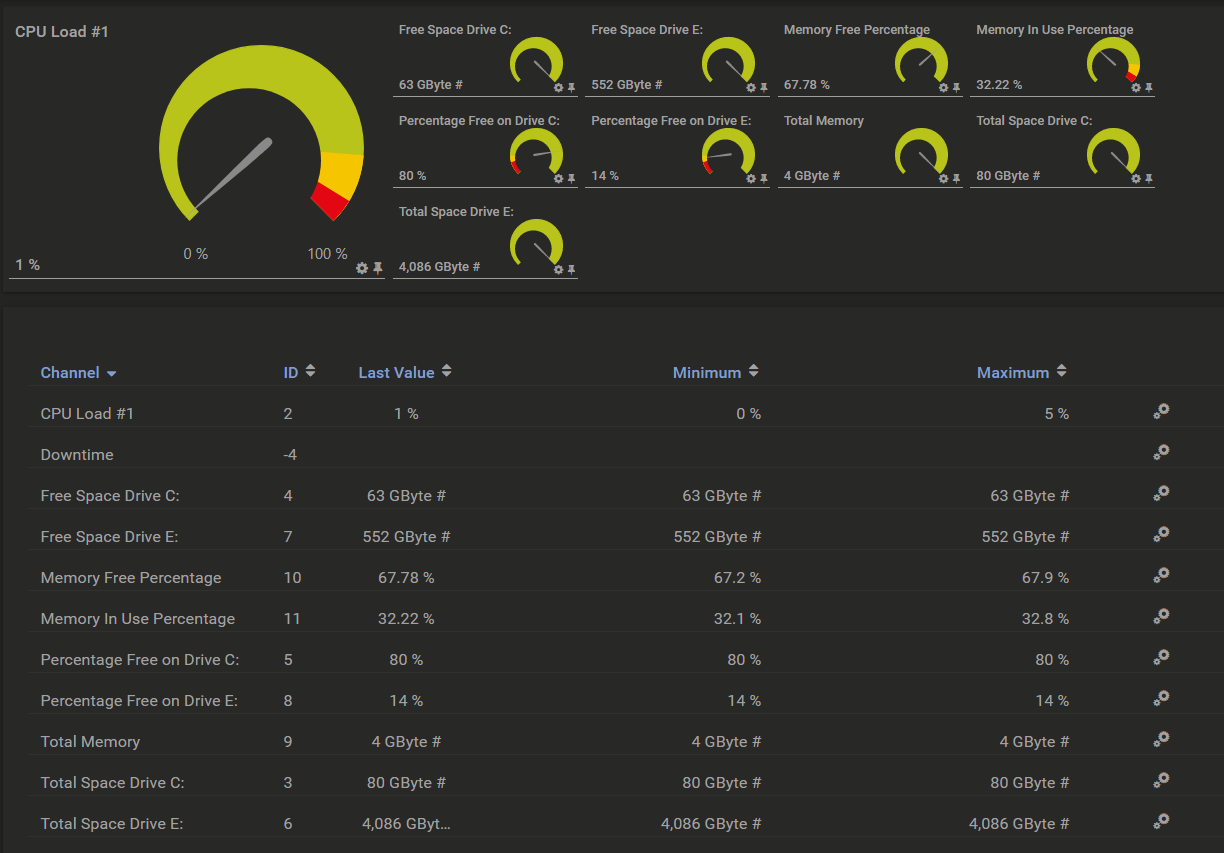 CPU Load #1
0 %
100 %
1 %
Free Space Drive C:
63 GByte #
Free Space Drive E:
552 GByte #
Memory Free Percentage
67.78 %
Memory In Use Percentage
32.22 %
Percentage Free on Drive C:
80 %
Percentage Free on Drive E:
14 %
Total Memory
4 GByte #
Total Space Drive C:
80 GByte #
Total Space Drive E:
4,086 GByte #
Channel ID Last Value Minimum Maximum
CPU Load #1 2 1 % 0 % 5 %
Downtime -4
Free Space Drive C: 4 63 GByte # 63 GByte # 63 GByte #
Free Space Drive E: 7 552 GByte # 552 GByte # 552 GByte #
Memory Free Percentage 10 67.78 % 67.2 % 67.9 %
Memory In Use Percentage 11 32.22 % 32.1 % 32.8 %
Percentage Free on Drive C: 5 80 % 80 % 80 %
Percentage Free on Drive E: 8 14 % 14 % 14 %
Total Memory 9 4 GByte # 4 GByte # 4 GByte #
Total Space Drive C: 3 80 GByte # 80 GByte # 80 GByte #
Total Space Drive E: 6 4,086 GByt... 4,086 GByte # 4,086 GByte #